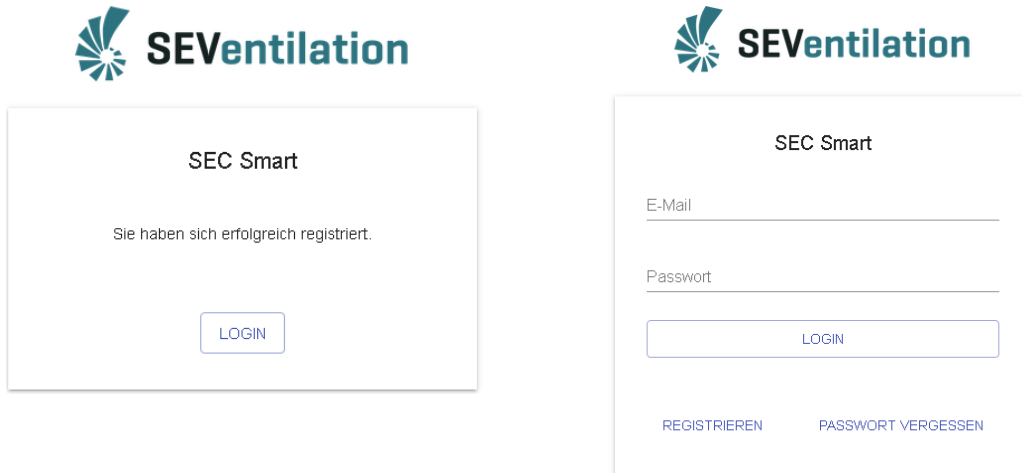 SEVentilation
SEC Smart
Sie haben sich erfolgreich registriert.
LOGIN
SEVentilation
SEC Smart
E-Mail
Passwort
LOGIN
REGISTRIEREN PASSWORT VERGESSEN